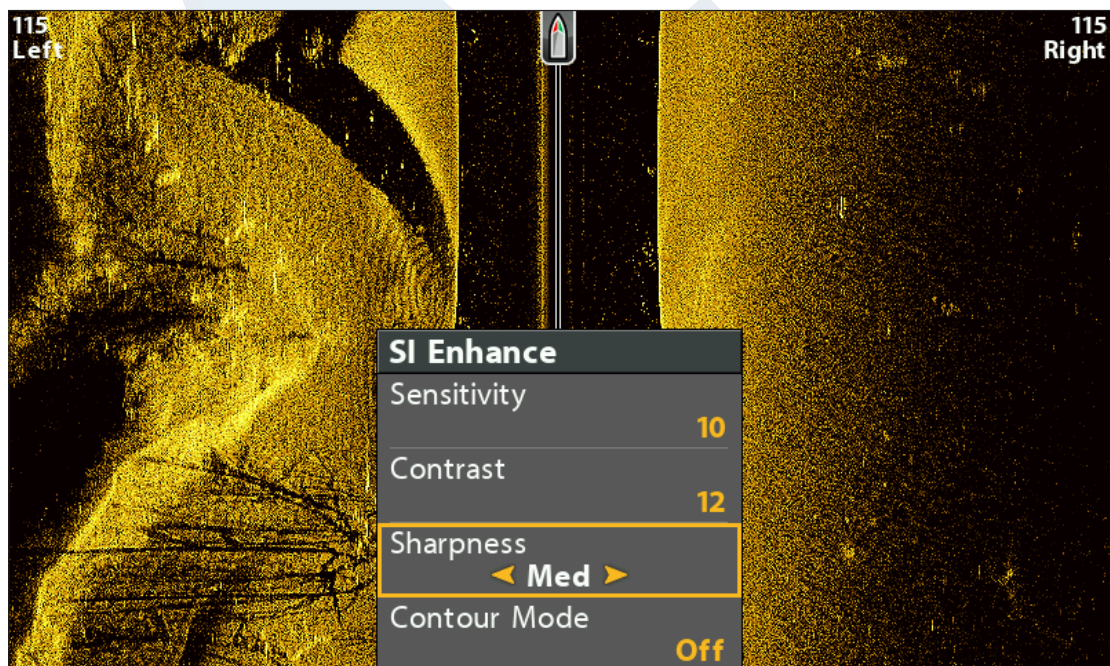 115
Left
115
Right
SI Enhance
Sensitivity
10
Contrast
12
Sharpness
Med
Contour Mode
Off